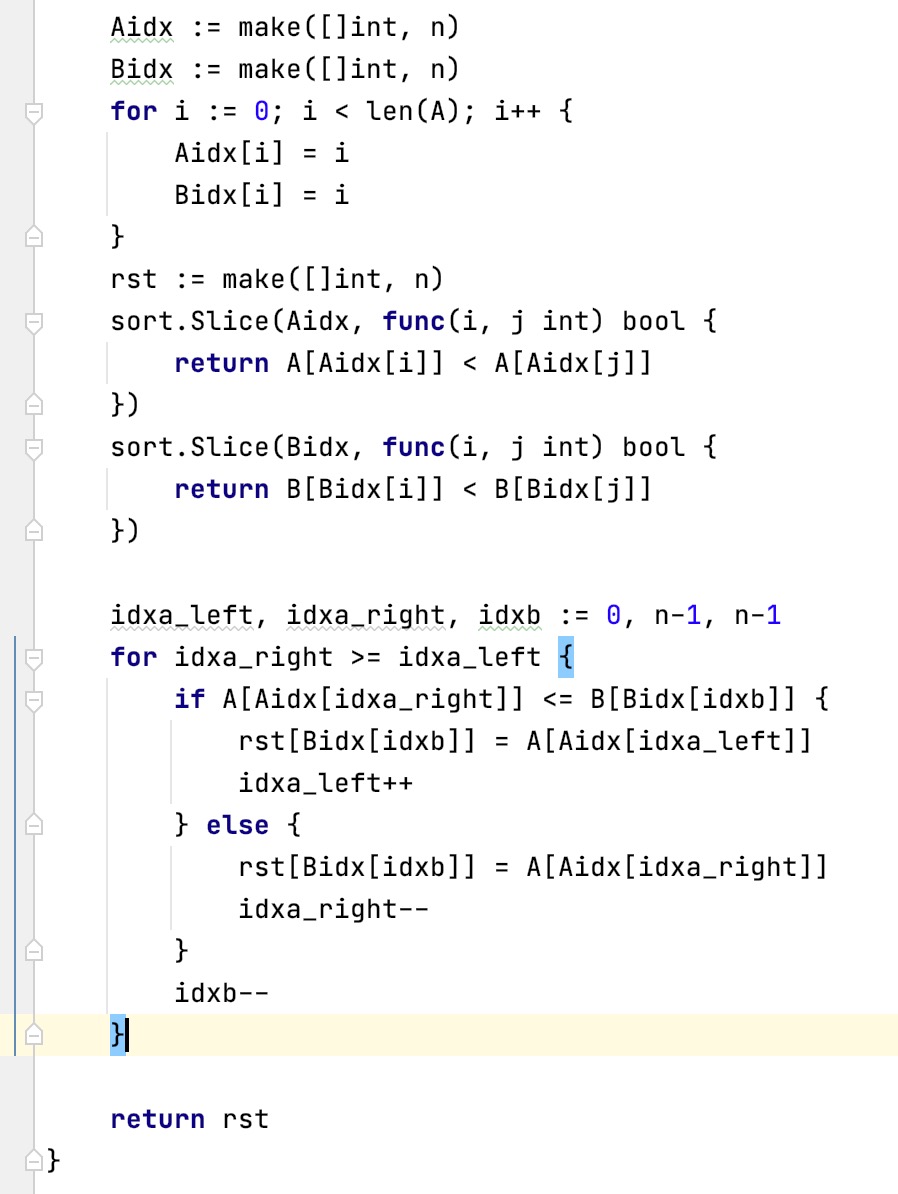 Aidx := make([]int, n)
Bidx := make([]int, n)
for i := 0; i < len(A); i++ {
Aidx[i] = i
Bidx[i] = i
}
rst := make([]int, n)
sort.Slice(Aidx, func(i, j int) bool {
return A[Aidx[i]] < A[Aidx[j]]
})
sort.Slice(Bidx, func(i, j int) bool {
return B[Bidx[i]] < B[Bidx[j]]
})
idxa_left, idxa_right, idxb := 0, n-1, n-1
for idxa_right >= idxa_left {
if A[Aidx[idxa_right]] <= B[Bidx[idxb]] {
rst[Bidx[idxb]] = A[Aidx[idxa_left]]
idxa_left++
} else {
rst[Bidx[idxb]] = A[Aidx[idxa_right]]
idxa_right--
}
idxb--
}
return rst
}